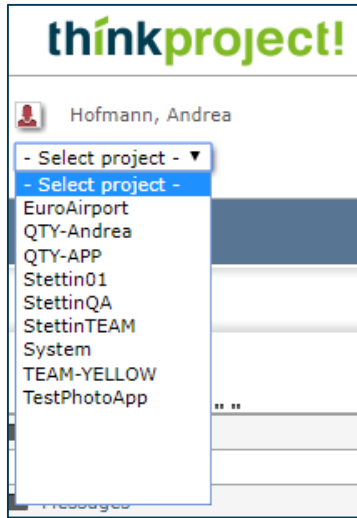 thínkproject!
Hofmann, Andrea
- Select project -
- Select project -
EuroAirport
QTY-Andrea
QTY-APP
Stettin01
StettinQA
StettinTEAM
System
TEAM-YELLOW
TestPhotoApp
" "
Messages